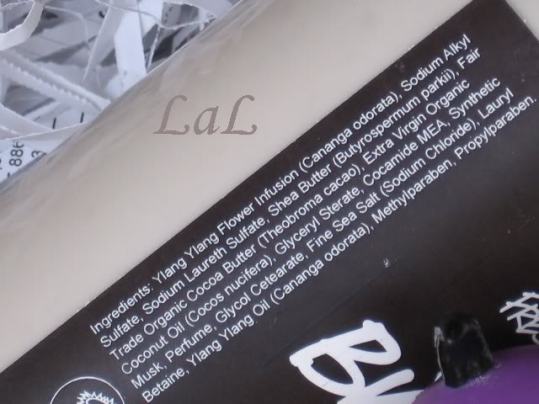 LaL
886
Ingredients: Ylang Ylang Flower Infusion (Cananga odorata), Sodium Alkyl
Sulfate, Sodium Laureth Sulfate, Shea Butter (Butyrospermum parkii), Fair
Trade Organic Cocoa Butter (Theobroma cacao), Extra Virgin Organic
Coconut Oil (Cocos nucifera), Glyceryl Sterate, Cocamide MEA, Synthetic
Musk, Perfume, Glycol Cetearate, Fine Sea Salt (Sodium Chloride), Lauryl
Betaine, Ylang Ylang Oil (Cananga odorata), Methylparaben, Propylparaben.